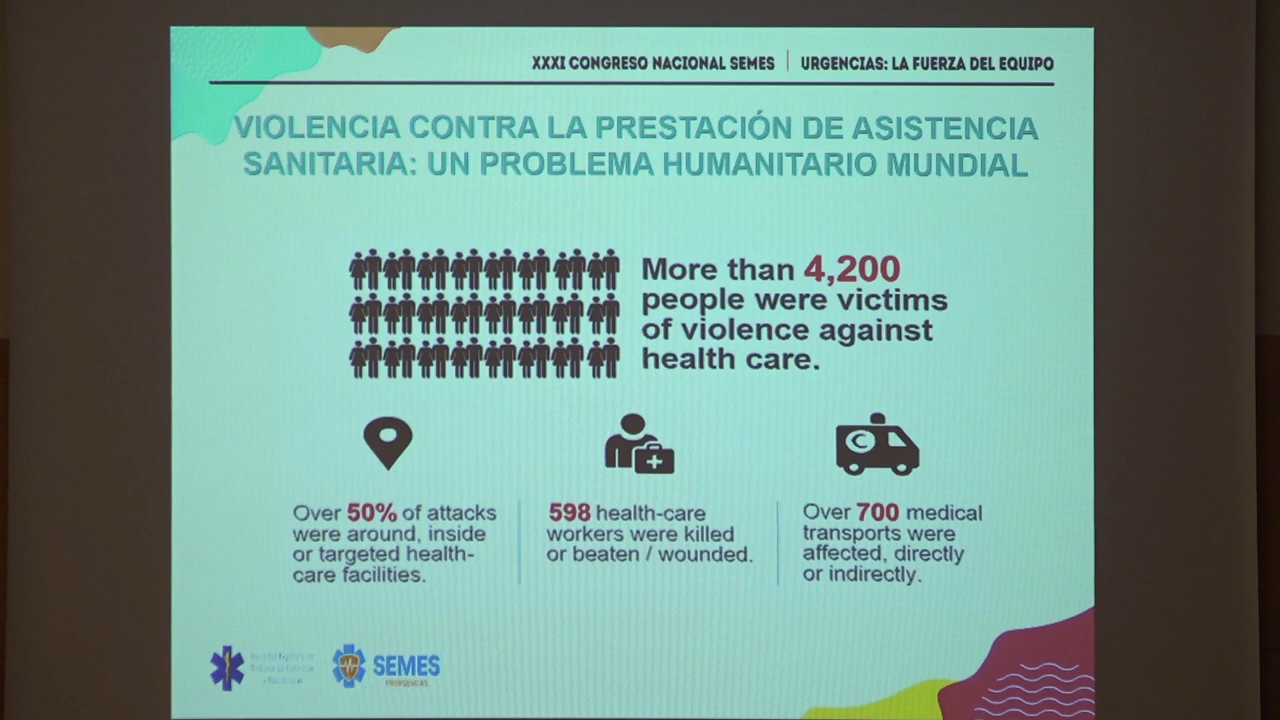 XXXI CONGRESO NACIONAL SEMES | URGENCIAS: LA FUERZA DEL EQUIPO
VIOLENCIA CONTRA LA PRESTACIÓN DE ASISTENCIA
SANITARIA: UN PROBLEMA HUMANITARIO MUNDIAL
More than 4,200
people were victims
of violence against
health care.
Over 50% of attacks
were around, inside
or targeted health-
care facilities.
598 health-care
workers were killed
or beaten / wounded.
Over 700 medical
transports were
affected, directly
or indirectly.
SEMES
EMERGENCIAS